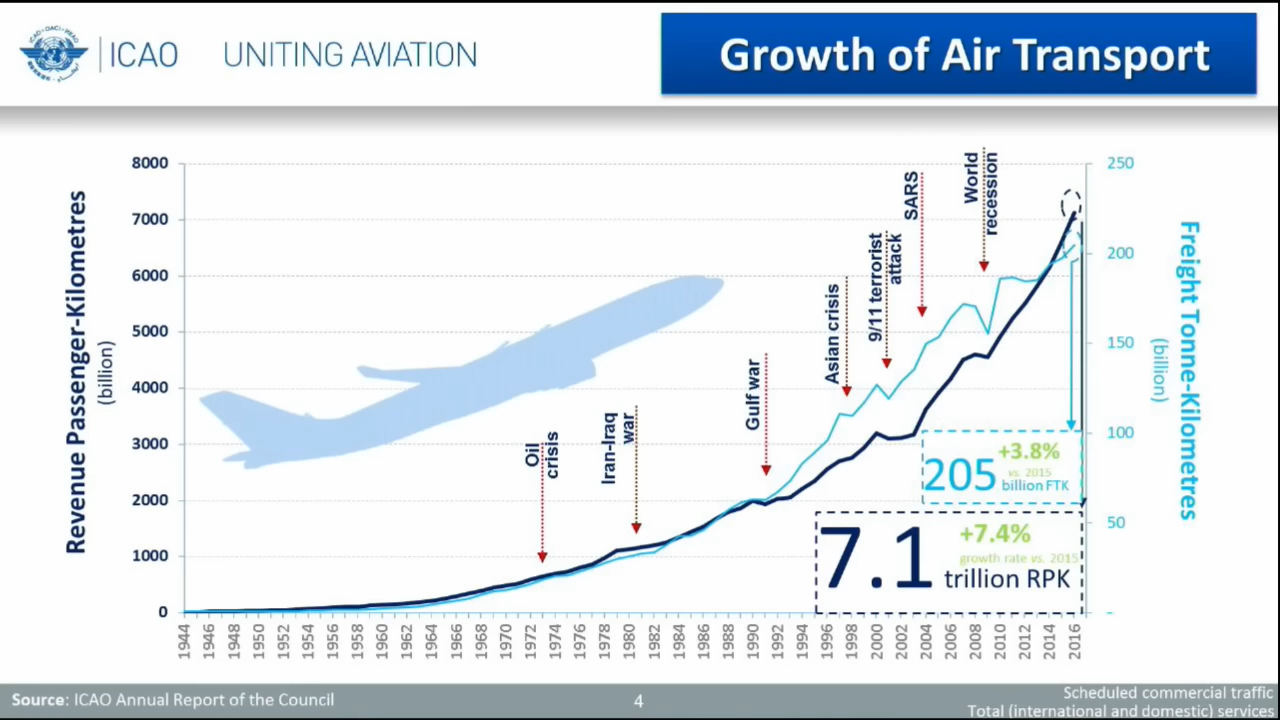 ICAO
UNITING AVIATION
Growth of Air Transport
Revenue Passenger-Kilometres
(billion)
8000
7000
6000
5000
4000
3000
2000
1000
0
Oil
crisis
Iran-Iraq
war
Gulf war
Asian crisis
9/11 terrorist
attack
SARS
World
recession
250
200
150
100
50
-
Freight Tonne-Kilometres
(billion)
205
+3.8%
vs. 2015
billion FTK
7.1
+7.4%
growth rate vs. 2015
trillion RPK
1944
1946
1948
1950
1952
1954
1956
1958
1960
1962
1964
1966
1968
1970
1972
1974
1976
1978
1980
1982
1984
1986
1988
1990
1992
1994
1996
1998
2000
2002
2004
2006
2008
2010
2012
2014
2016
Source: ICAO Annual Report of the Council
4
Scheduled commercial traffic
Total (international and domestic) services